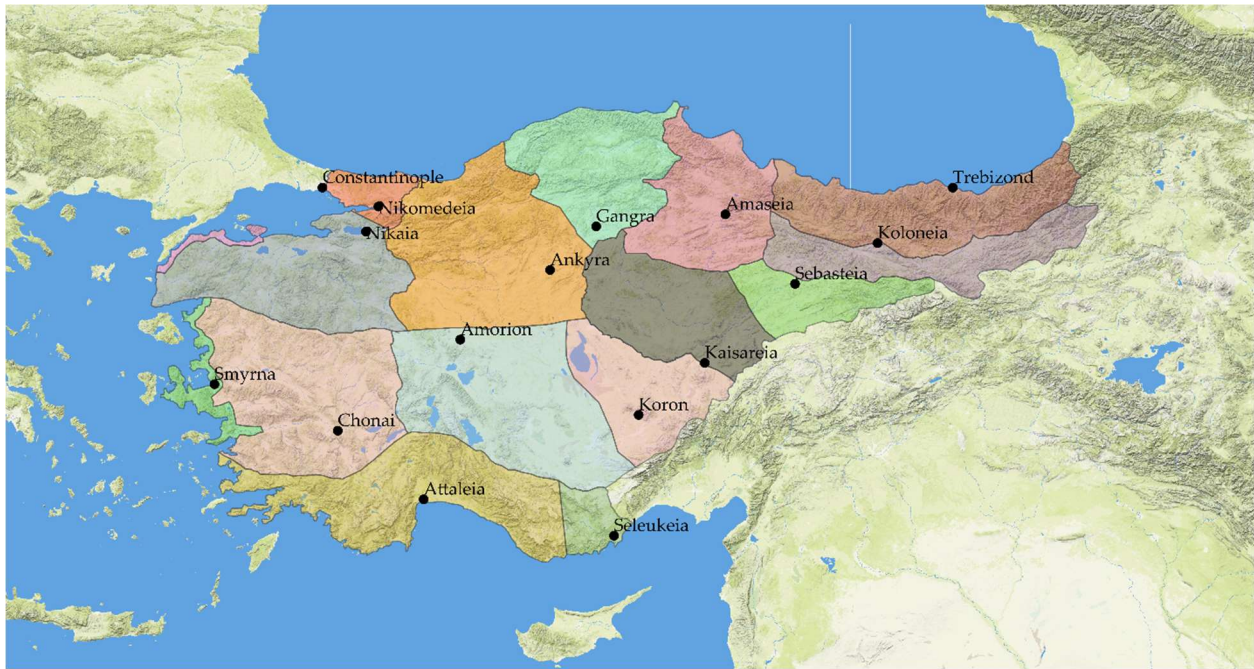 Constantinople
Trebizond
Nikomedeia
Amaseia
Gangra
Nikaia
Koloneia
Ankyra
Sebasteia
Amorion
Kaisareia
Smyrna
Koron
Chonai
Attaleia
Seleukeia